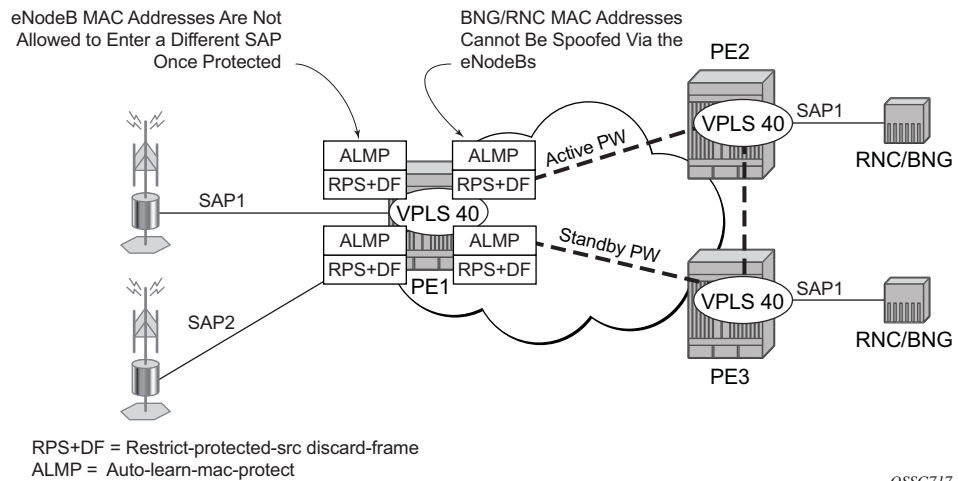 eNodeB MAC Addresses Are Not
Allowed to Enter a Different SAP
Once Protected
BNG/RNC MAC Addresses
Cannot Be Spoofed Via the
eNodeBs
PE2
VPLS 40
SAP1
RNC/BNG
ALMP
RPS+DF
ALMP
RPS+DF
Active PW
SAP1
VPLS 40
ALMP
RPS+DF
ALMP
RPS+DF
PE1
Standby PW
SAP2
VPLS 40
SAP1
RNC/BNG
PE3
RPS+DF = Restrict-protected-src discard-frame
ALMP = Auto-learn-mac-protect